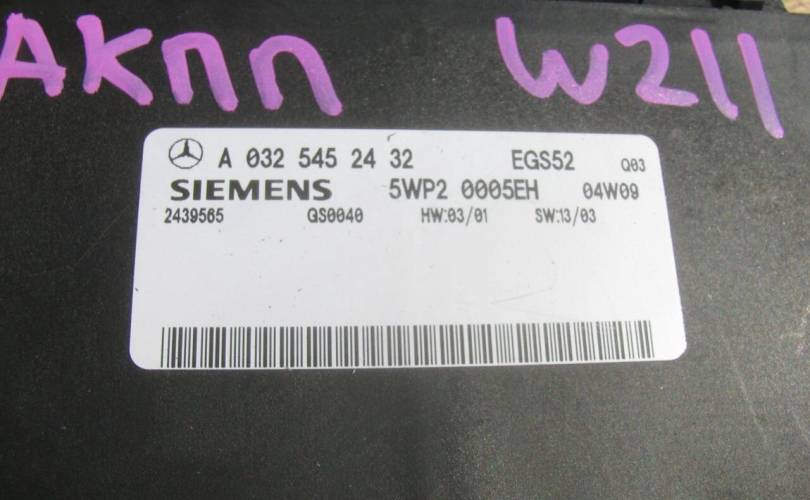 АКПП W211
A 032 545 24 32 EGS52 Q03
SIEMENS 5WP2 0005EH 04W09
2439565 GS0040 HW:03/01 SW:13/03